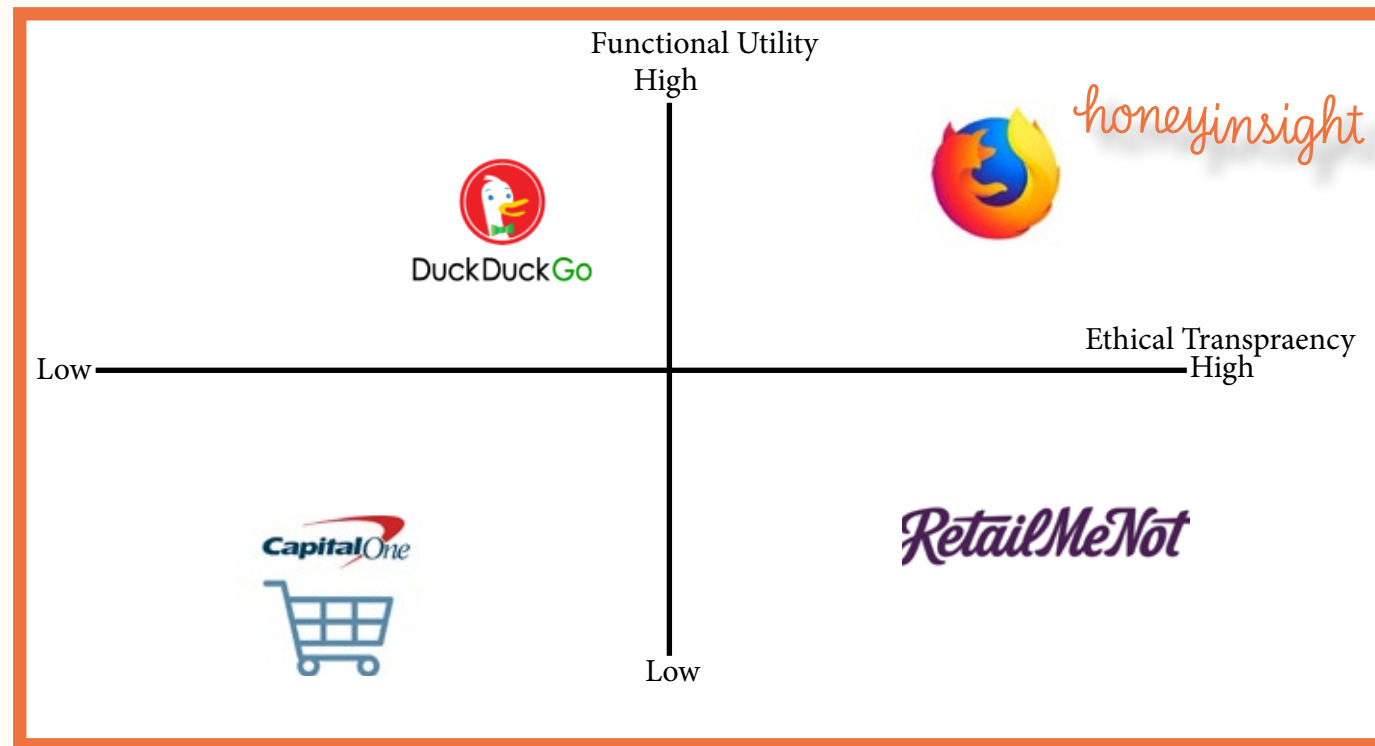 Functional Utility
High
honeyinsight
DuckDuckGo
Ethical Transpraency
Low
High
CapitalOne
RetailMeNot
Low